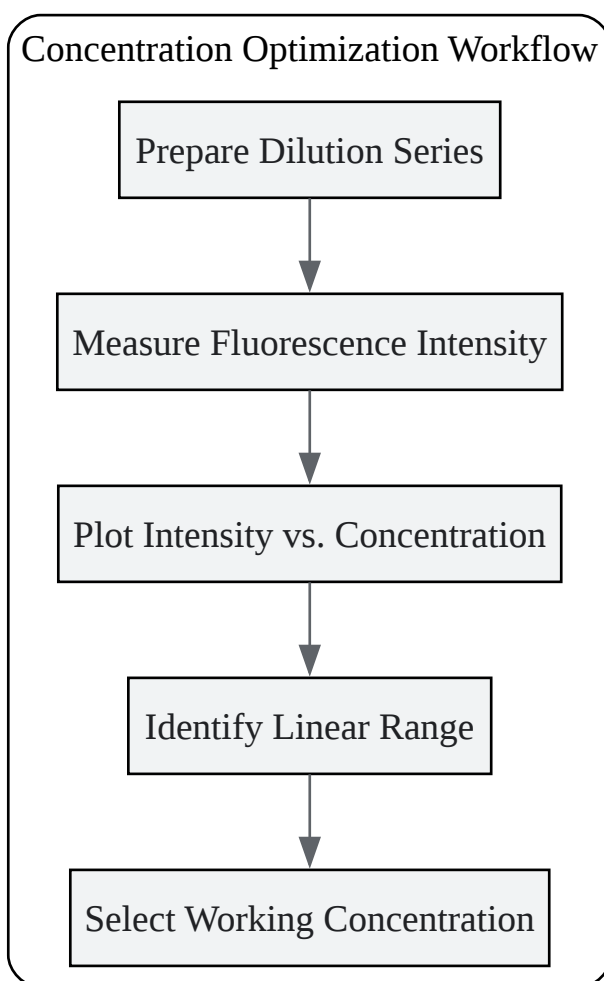 Concentration Optimization Workflow
Prepare Dilution Series
Measure Fluorescence Intensity
Plot Intensity vs. Concentration
Identify Linear Range
Select Working Concentration